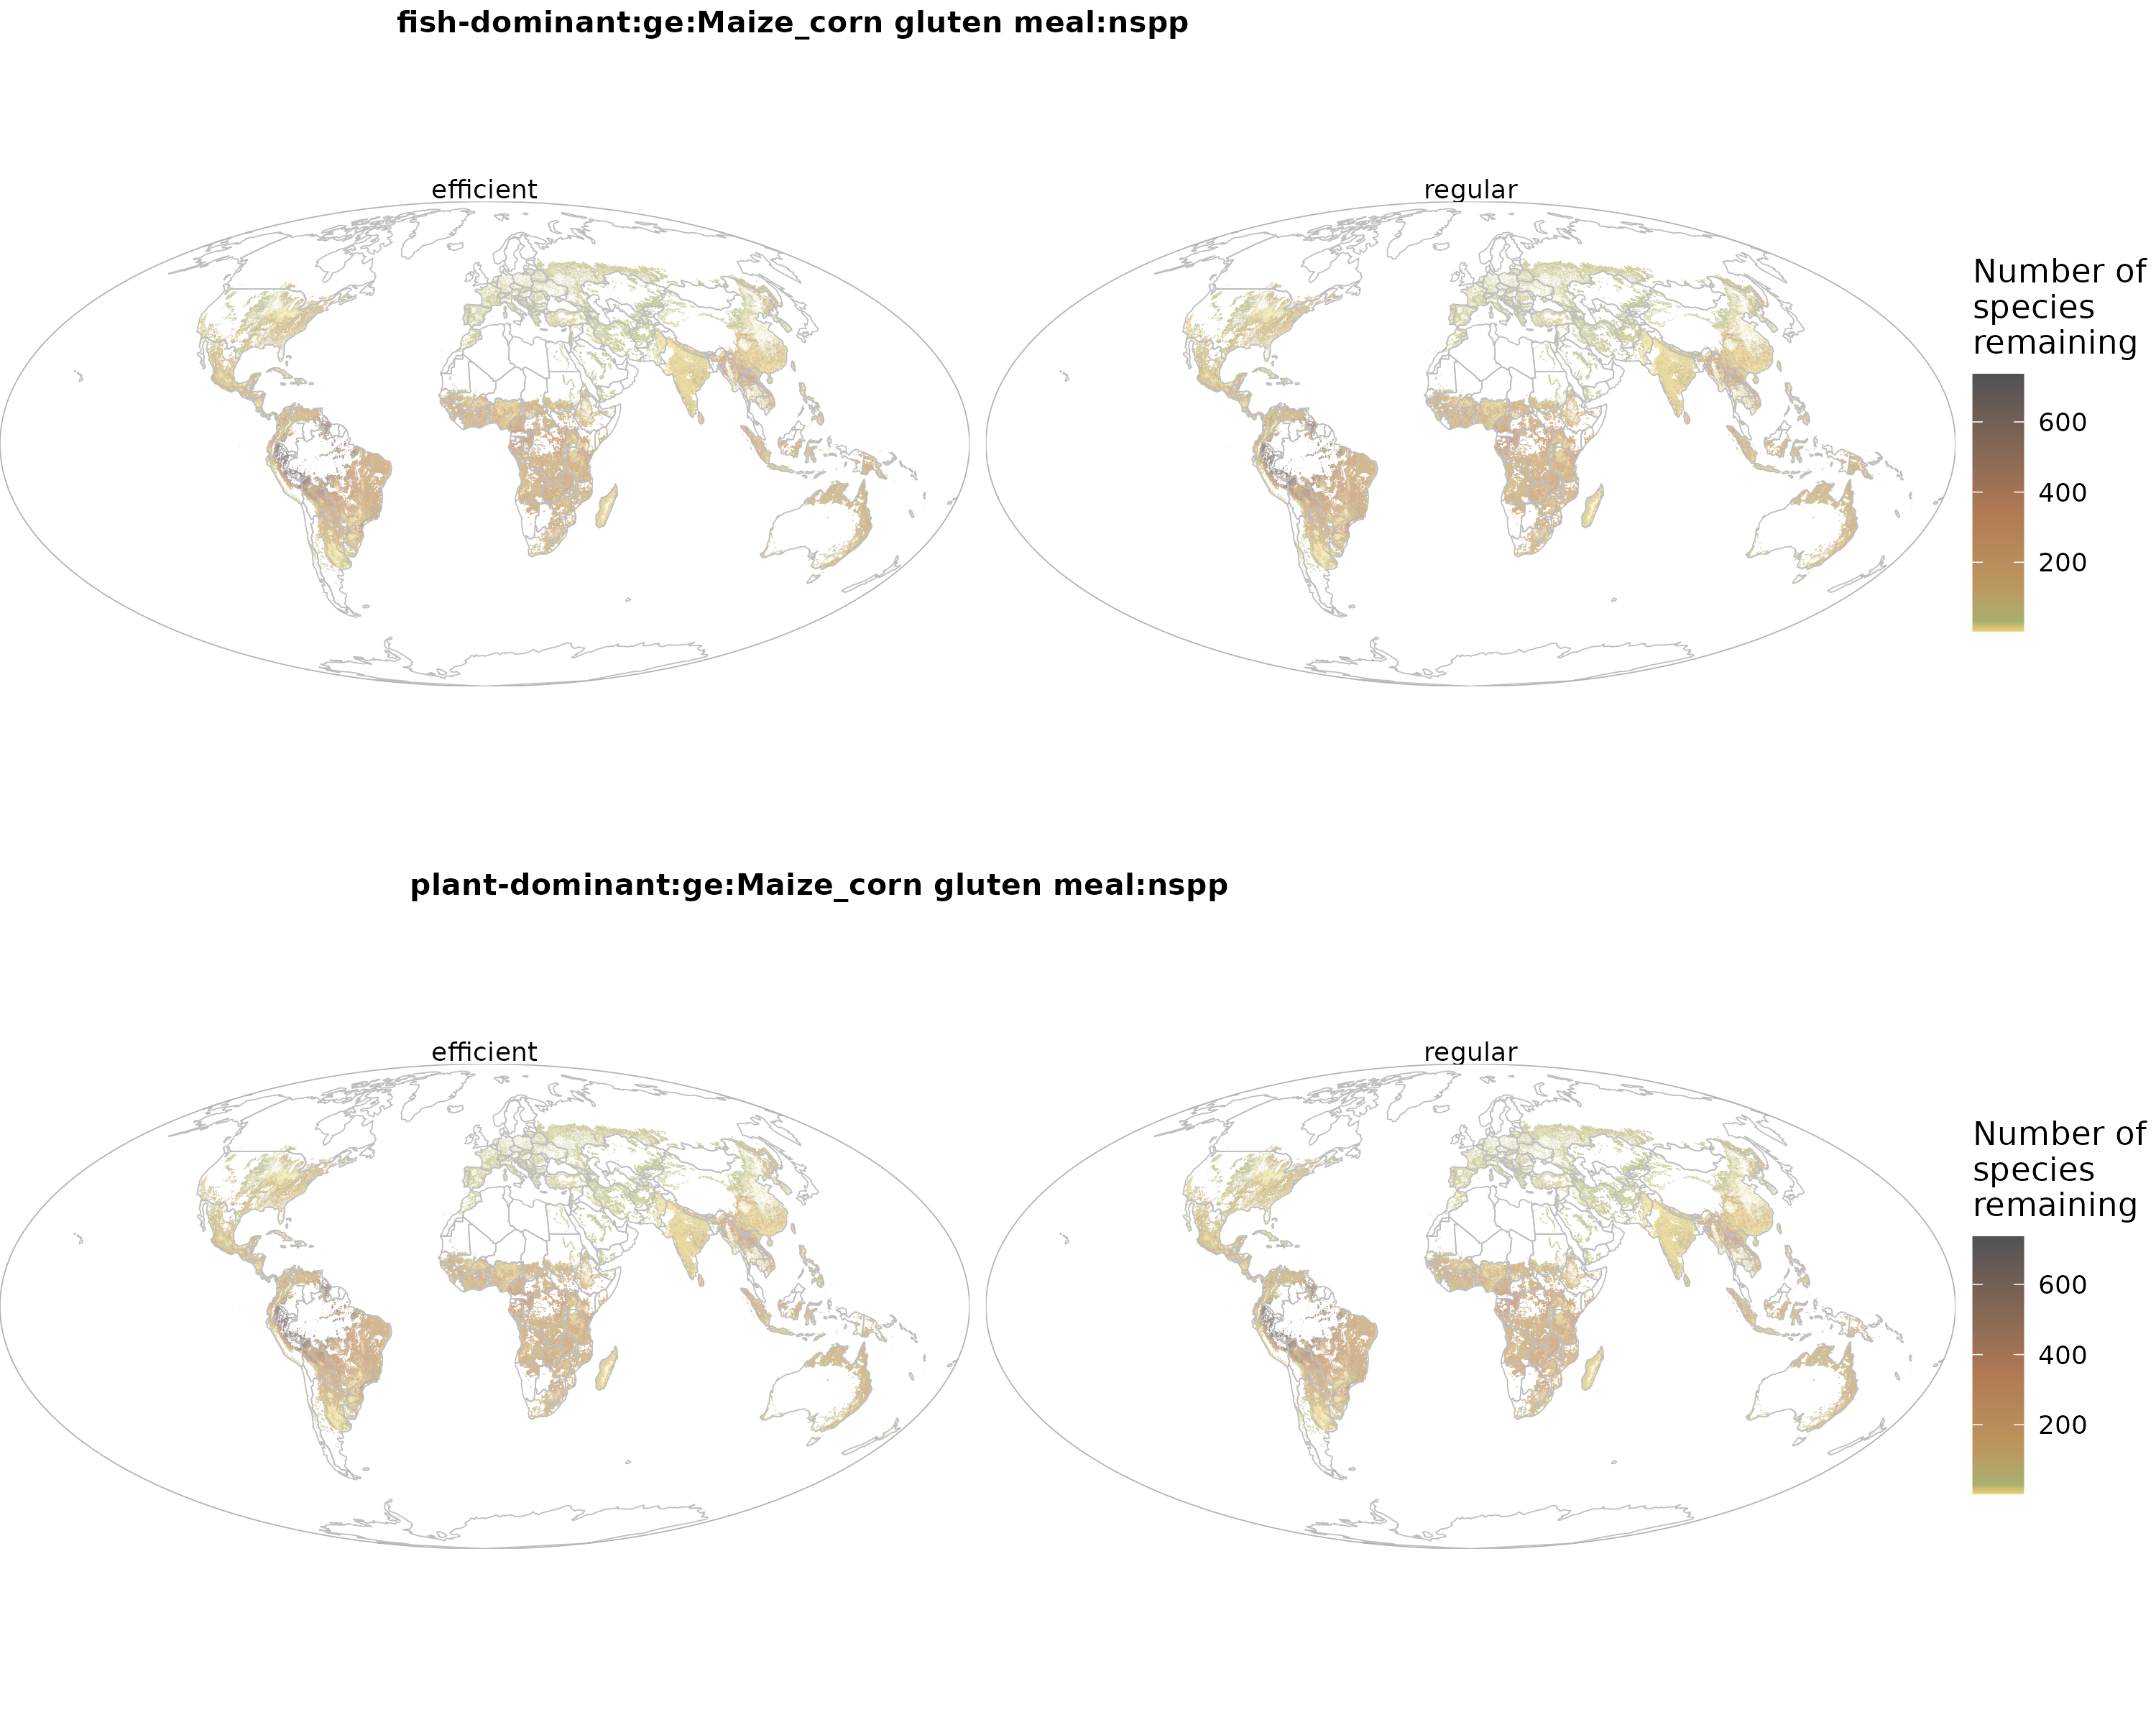 fish-dominant:ge:Maize_corn gluten meal:nspp
efficient
regular
Number of
species
remaining
600
400
200
plant-dominant:ge:Maize_corn gluten meal:nspp
efficient
regular
Number of
species
remaining
600
400
200